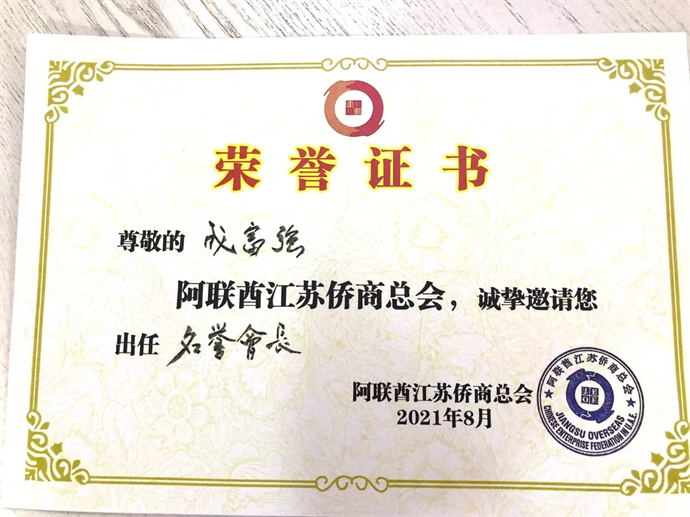 荣誉证书
尊敬的 成富强
阿联酋江苏侨商总会，诚挚邀请您
出任 名誉會長
阿联酋江苏侨商总会
2021年8月
★阿联酋江苏侨商总会★
JIANGSU OVERSEAS
CHINESE ENTERPRISE FEDERATION IN U.A.E.